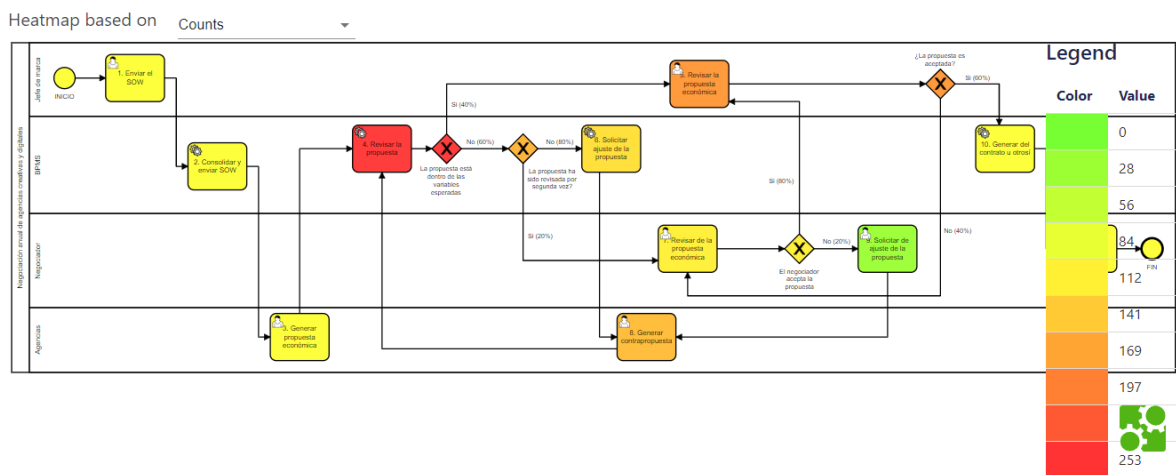 Heatmap based on Counts
Negociación anual de agencias creativas y digitales
Jefe de marca
INICIO
1. Enviar el
SOW
Si (40%)
Revisar la
propuesta
económica
¿La propuesta es
aceptada?
Si (60%)
BPMS
2. Consolidar y
enviar SOW
4. Revisar la
propuesta
No (60%)
La propuesta está
dentro de las
variables
esperadas
No (80%)
La propuesta ha
sido revisada por
segunda vez?
Solicitar
ajuste de la
propuesta
Si (80%)
10. Generar del
contrato u otrosí
Negociador
Si (20%)
7. Revisar de la
propuesta
económica
No (20%)
El negociador
acepta la
propuesta
9. Solicitar de
ajuste de la
propuesta
No (40%)
FIN
Agencias
3. Generar
propuesta
económica
Generar
contrapropuesta
Legend
Color Value
0
28
56
84
112
141
169
197
253